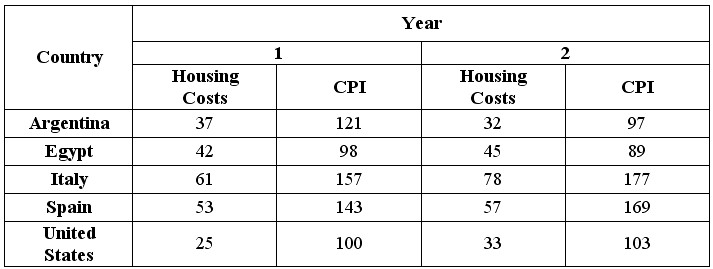 Country
Year
1 2
Housing Costs CPI Housing Costs CPI
Argentina 37 121 32 97
Egypt 42 98 45 89
Italy 61 157 78 177
Spain 53 143 57 169
United States 25 100 33 103